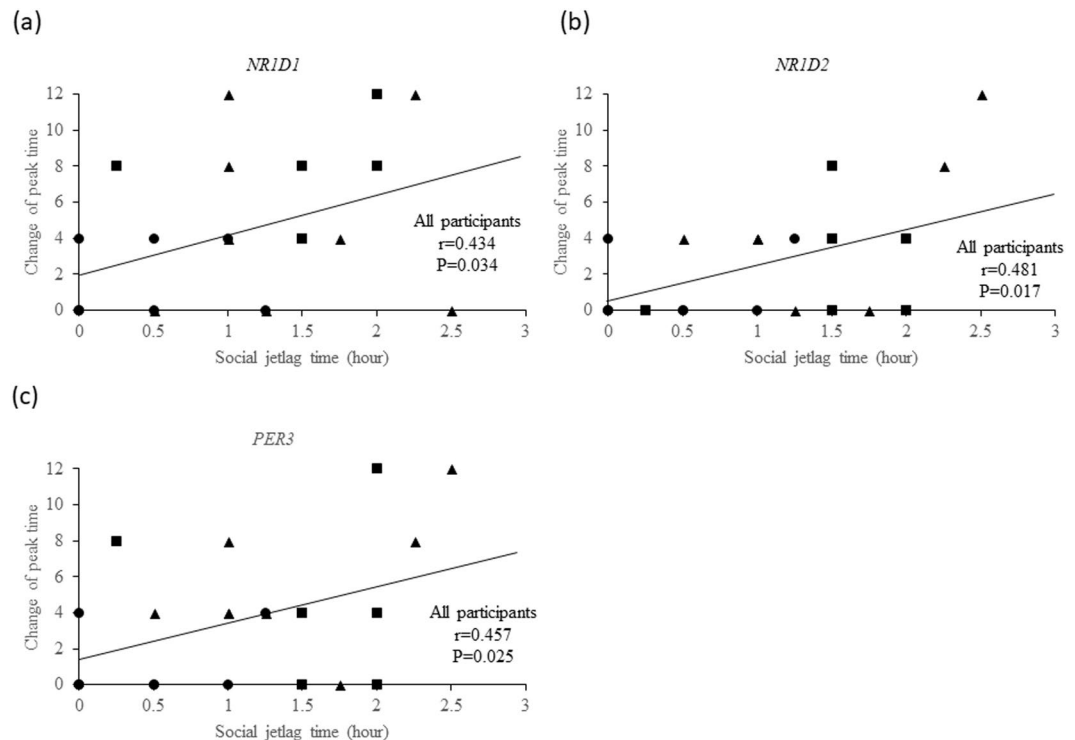 (a)
NR1D1
Change of peak time
12
10
8
6
4
2
0
0 0.5 1 1.5 2 2.5 3
Social jetlag time (hour)
All participants
r=0.434
P=0.034
(b)
NR1D2
Change of peak time
12
10
8
6
4
2
0
0 0.5 1 1.5 2 2.5 3
Social jetlag time (hour)
All participants
r=0.481
P=0.017
(c)
PER3
Change of peak time
12
10
8
6
4
2
0
0 0.5 1 1.5 2 2.5 3
Social jetlag time (hour)
All participants
r=0.457
P=0.025